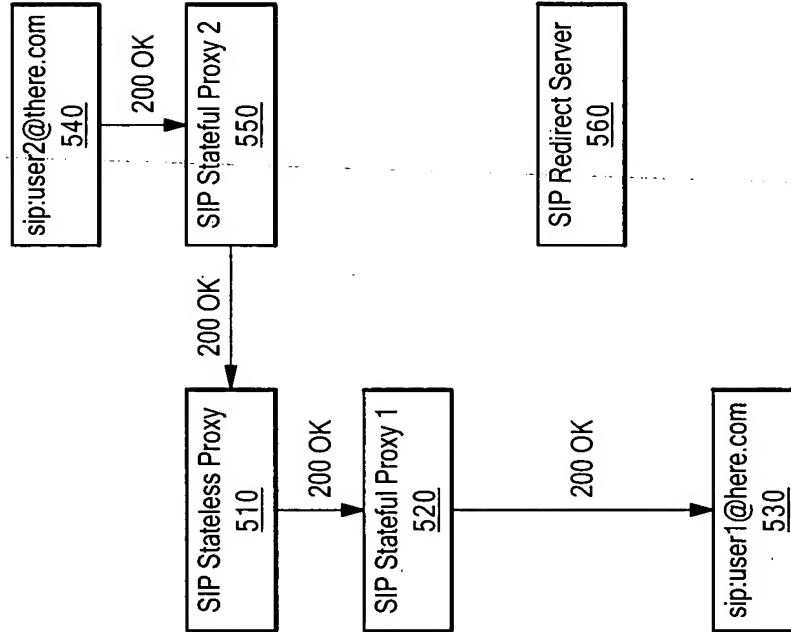 sip:user2@there.com
540
200 OK
SIP Stateful Proxy 2
550
200 OK
SIP Stateless Proxy
510
200 OK
SIP Stateful Proxy 1
520
200 OK
sip:user1@here.com
530
SIP Redirect Server
560